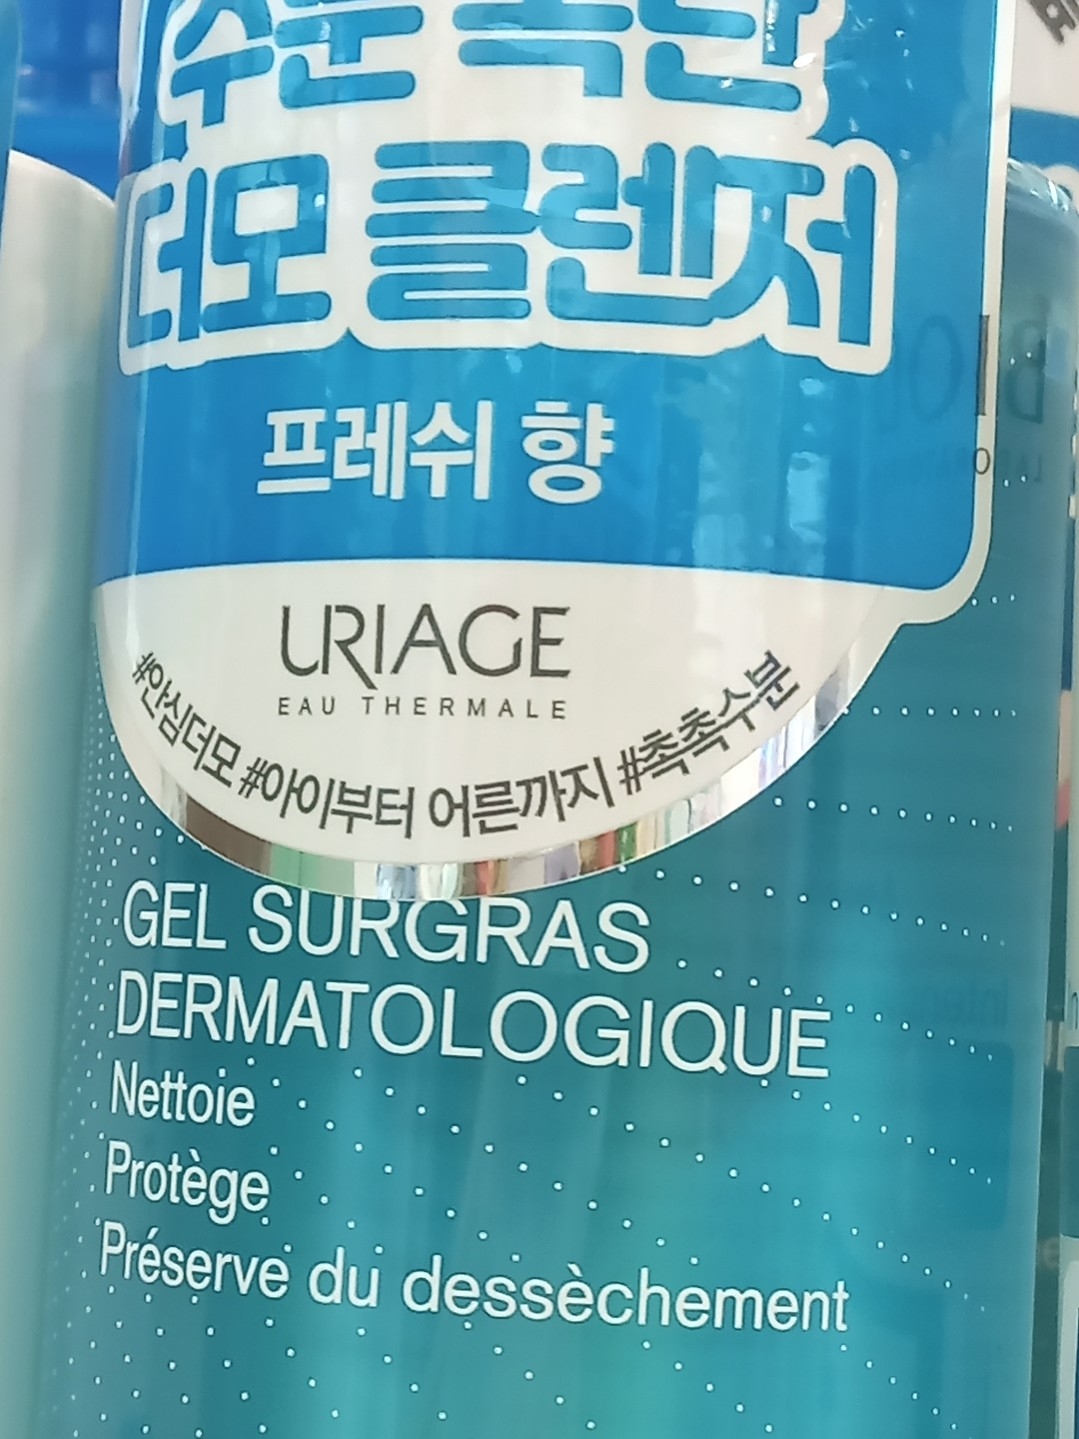 수분 폭탄
더모 클렌저
프레쉬 향
URIAGE
EAU THERMALE
#안심더모 #아이부터 어른까지 #촉촉수분
GEL SURGRAS
DERMATOLOGIQUE
Nettoie
Protège
Préserve du dessèchement